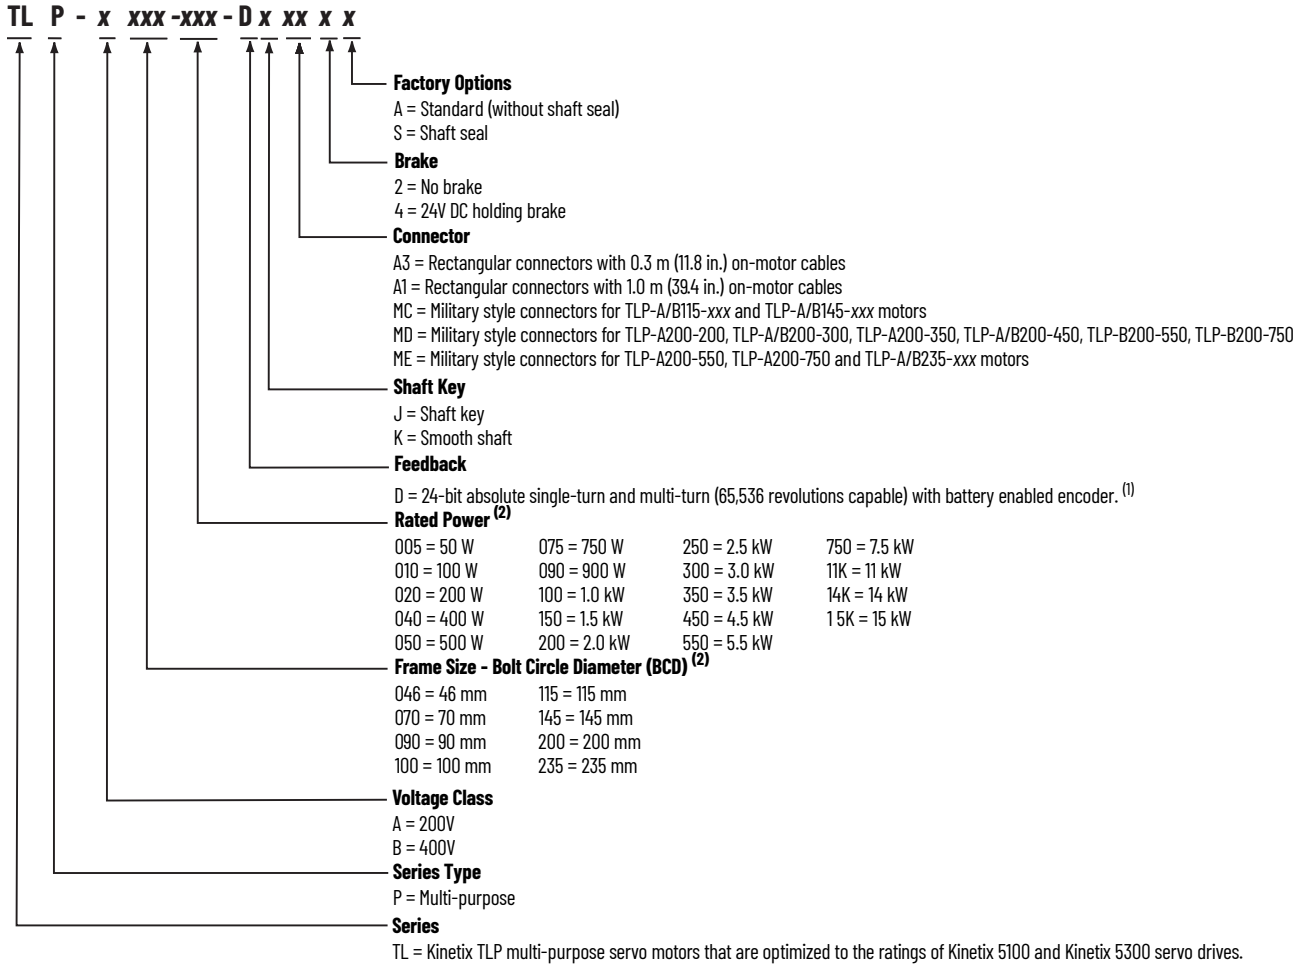 TL P - x xxx -xxx - D x xx x x
Factory Options
A = Standard (without shaft seal)
S = Shaft seal
Brake
2 = No brake
4 = 24V DC holding brake
Connector
A3 = Rectangular connectors with 0.3 m (11.8 in.) on-motor cables
A1 = Rectangular connectors with 1.0 m (39.4 in.) on-motor cables
MC = Military style connectors for TLP-A/B115-xxx and TLP-A/B145-xxx motors
MD = Military style connectors for TLP-A200-200, TLP-A/B200-300, TLP-A200-350, TLP-A/B200-450, TLP-B200-550, TLP-B200-750
ME = Military style connectors for TLP-A200-550, TLP-A200-750 and TLP-A/B235-xxx motors
Shaft Key
J = Shaft key
K = Smooth shaft
Feedback
D = 24-bit absolute single-turn and multi-turn (65,536 revolutions capable) with battery enabled encoder. (1)
Rated Power (2)
005 = 50 W 075 = 750 W 250 = 2.5 kW 750 = 7.5 kW
010 = 100 W 090 = 900 W 300 = 3.0 kW 11K = 11 kW
020 = 200 W 100 = 1.0 kW 350 = 3.5 kW 14K = 14 kW
040 = 400 W 150 = 1.5 kW 450 = 4.5 kW 1 5K = 15 kW
050 = 500 W 200 = 2.0 kW 550 = 5.5 kW
Frame Size - Bolt Circle Diameter (BCD) (2)
046 = 46 mm 115 = 115 mm
070 = 70 mm 145 = 145 mm
090 = 90 mm 200 = 200 mm
100 = 100 mm 235 = 235 mm
Voltage Class
A = 200V
B = 400V
Series Type
P = Multi-purpose
Series
TL = Kinetix TLP multi-purpose servo motors that are optimized to the ratings of Kinetix 5100 and Kinetix 5300 servo drives.